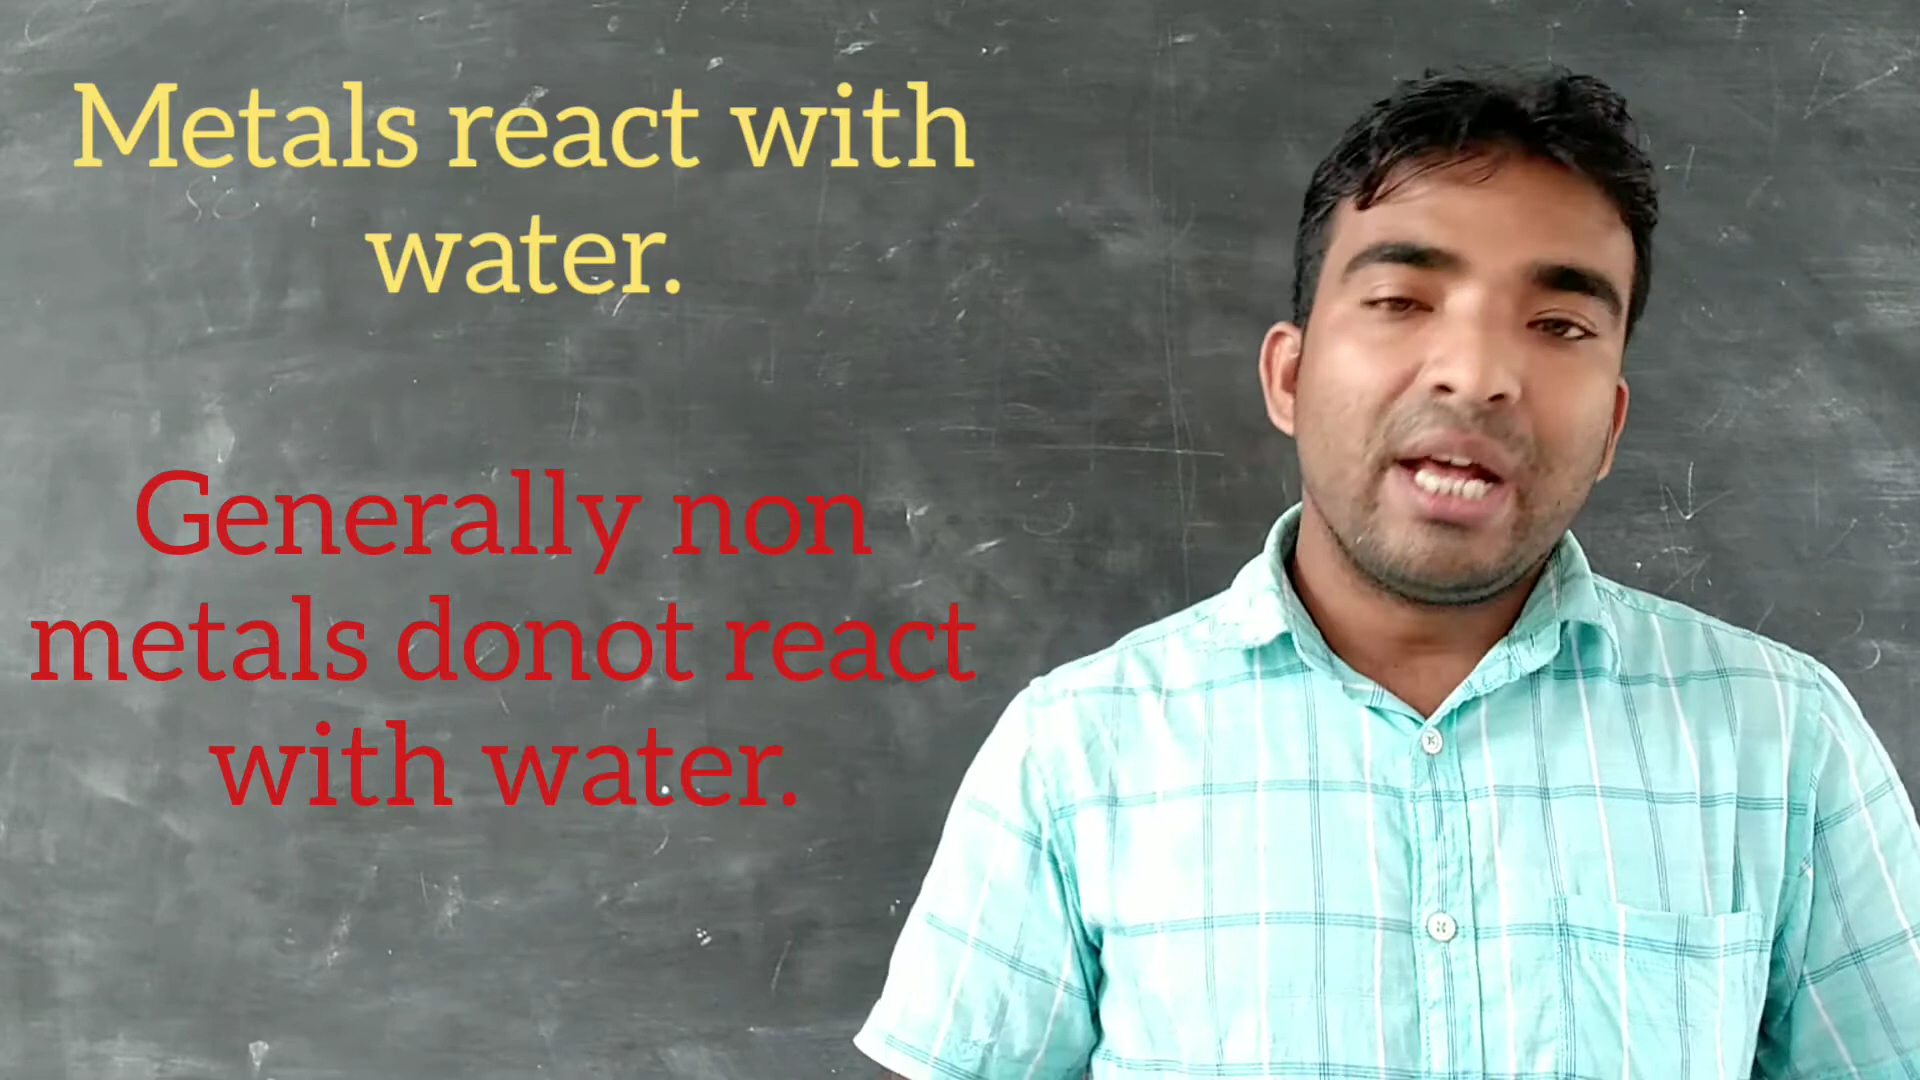 Metals react with
water.
Generally non
metals donot react
with water.